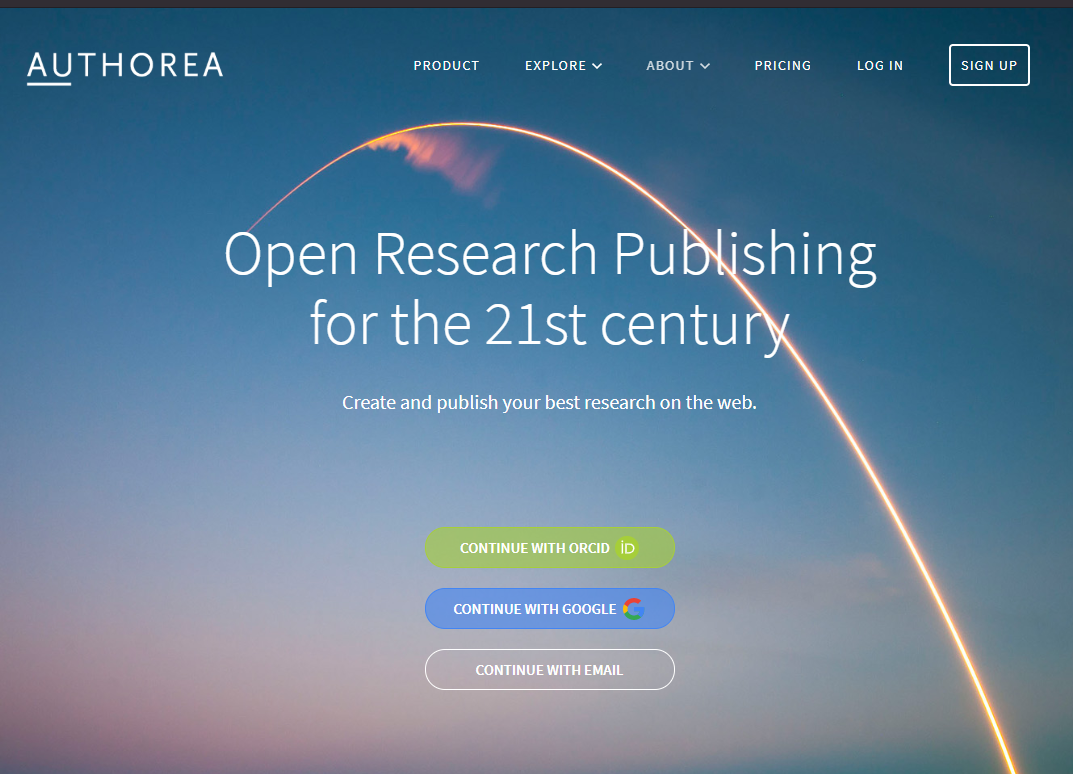 AUTHOREA
PRODUCT
EXPLORE
ABOUT
PRICING
LOG IN
SIGN UP
Open Research Publishing
for the 21st century
Create and publish your best research on the web.
CONTINUE WITH ORCID iD
CONTINUE WITH GOOGLE G
CONTINUE WITH EMAIL